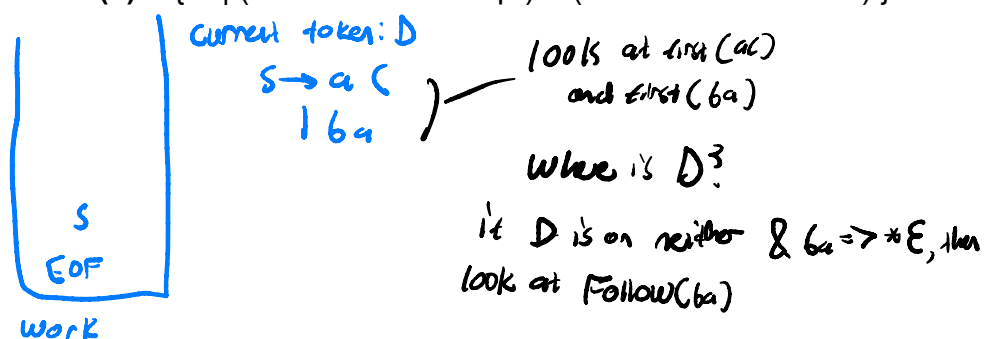 current token: D
S → a C
| b a
look at first(aC)
and first(ba)
where is D?
if D is on neither & ba =>* ε, then
look at Follow(ba)
S
EOF
work